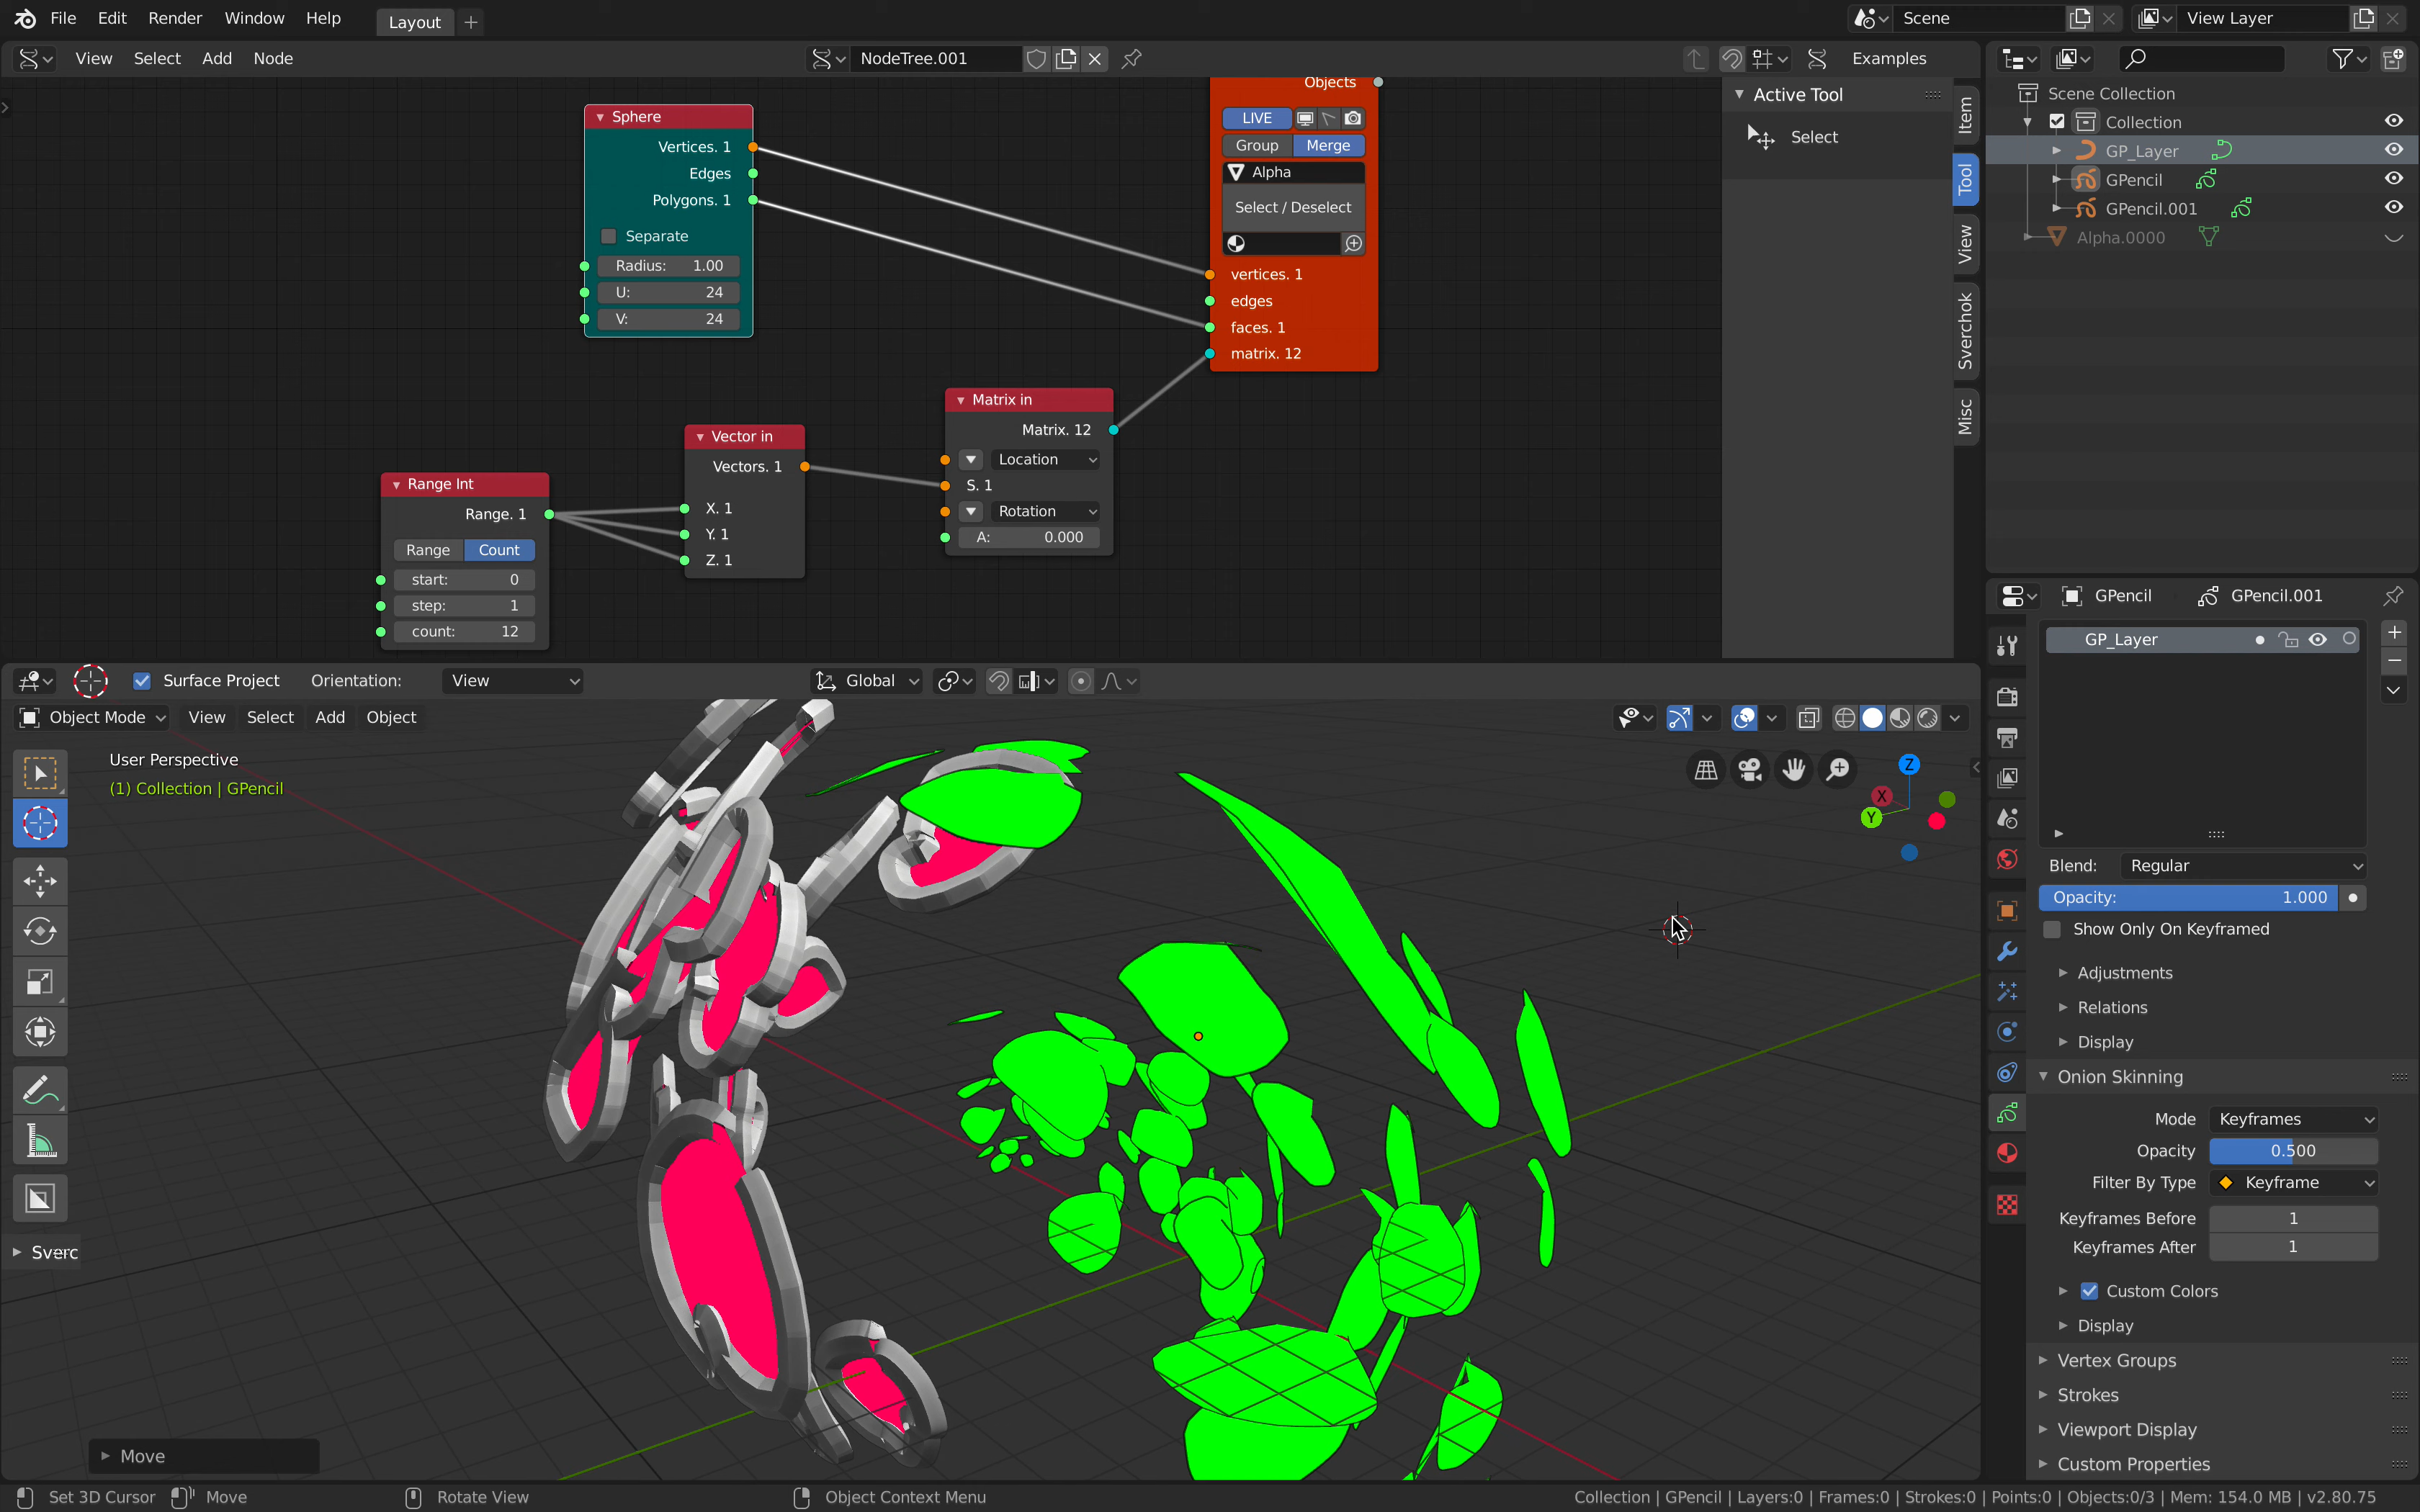 File Edit Render Window Help Layout Scene View Layer
View Select Add Node NodeTree.001 Examples
Objects
LIVE
Group Merge
Alpha
Select / Deselect
vertices. 1
edges
faces. 1
matrix. 12
Sphere
Vertices. 1
Edges
Polygons. 1
Separate
Radius: 1.00
U: 24
V: 24
Matrix in
Matrix. 12
Location
S. 1
Rotation
A: 0.000
Vector in
Vectors. 1
X. 1
Y. 1
Z. 1
Range Int
Range. 1
Range Count
start: 0
step: 1
count: 12
Active Tool
Select
Item
Tool
View
Sverchok
Misc
Scene Collection
Collection
GP_Layer
GPencil
GPencil.001
Alpha.0000
Surface Project Orientation: View Global
Object Mode View Select Add Object
User Perspective
(1) Collection | GPencil
Z
X
Y
Sverc
Move
GPencil GPencil.001
GP_Layer
Blend: Regular
Opacity: 1.000
Show Only On Keyframed
Adjustments
Relations
Display
Onion Skinning
Mode Keyframes
Opacity 0.500
Filter By Type Keyframe
Keyframes Before 1
Keyframes After 1
Custom Colors
Display
Vertex Groups
Strokes
Viewport Display
Custom Properties
Set 3D Cursor Move Rotate View Object Context Menu Collection | GPencil | Layers:0 | Frames:0 | Strokes:0 | Points:0 | Objects:0/3 | Mem: 154.0 MB | v2.80.75